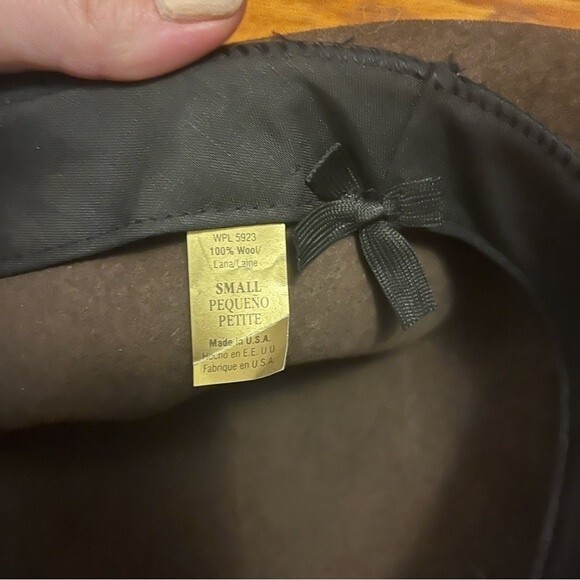 WPL 5923
100% Wool/
Lana/Laine
SMALL
PEQUEÑO
PETITE
Made in U.S.A.
Hecho en E.E. U U
Fabrique en U S A